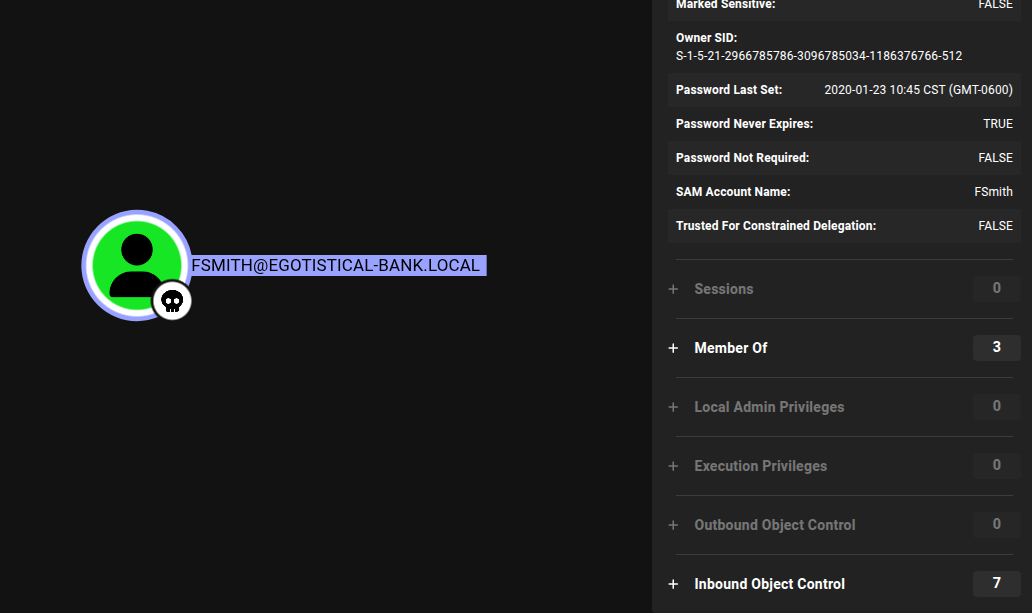 Marked Sensitive: FALSE
Owner SID:
S-1-5-21-2966785786-3096785034-1186376766-512
Password Last Set: 2020-01-23 10:45 CST (GMT-0600)
Password Never Expires: TRUE
Password Not Required: FALSE
SAM Account Name: FSmith
Trusted For Constrained Delegation: FALSE
FSMITH@EGOTISTICAL-BANK.LOCAL
+ Sessions 0
+ Member Of 3
+ Local Admin Privileges 0
+ Execution Privileges 0
+ Outbound Object Control 0
+ Inbound Object Control 7